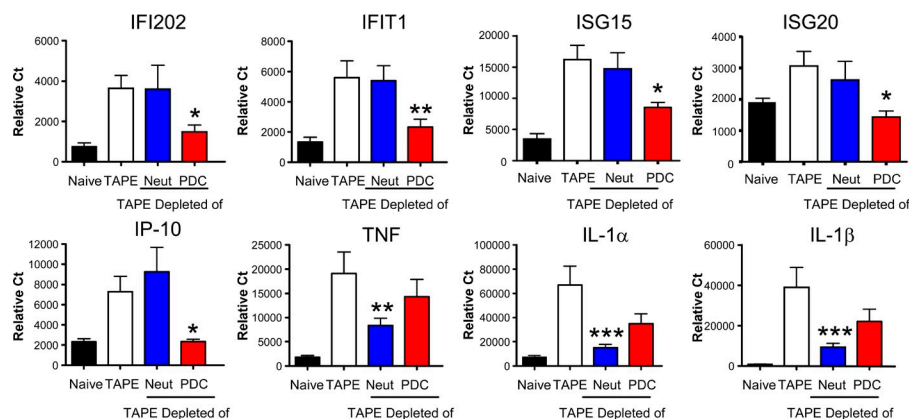 IFI202
IFIT1
ISG15
ISG20
Relative Ct
6000
4000
2000
0
*
Naive TAPE Neut PDC
TAPE Depleted of
Relative Ct
8000
6000
4000
2000
0
**
Naive TAPE Neut PDC
TAPE Depleted of
Relative Ct
20000
15000
10000
5000
0
*
Naive TAPE Neut PDC
TAPE Depleted of
Relative Ct
4000
3000
2000
1000
0
*
Naive TAPE Neut PDC
TAPE Depleted of
IP-10
TNF
IL-1α
IL-1β
Relative Ct
12000
10000
8000
6000
4000
2000
0
*
Naive TAPE Neut PDC
TAPE Depleted of
Relative Ct
25000
20000
15000
10000
5000
0
**
Naive TAPE Neut PDC
TAPE Depleted of
Relative Ct
100000
80000
60000
40000
20000
0
***
Naive TAPE Neut PDC
TAPE Depleted of
Relative Ct
60000
40000
20000
0
***
Naive TAPE Neut PDC
TAPE Depleted of